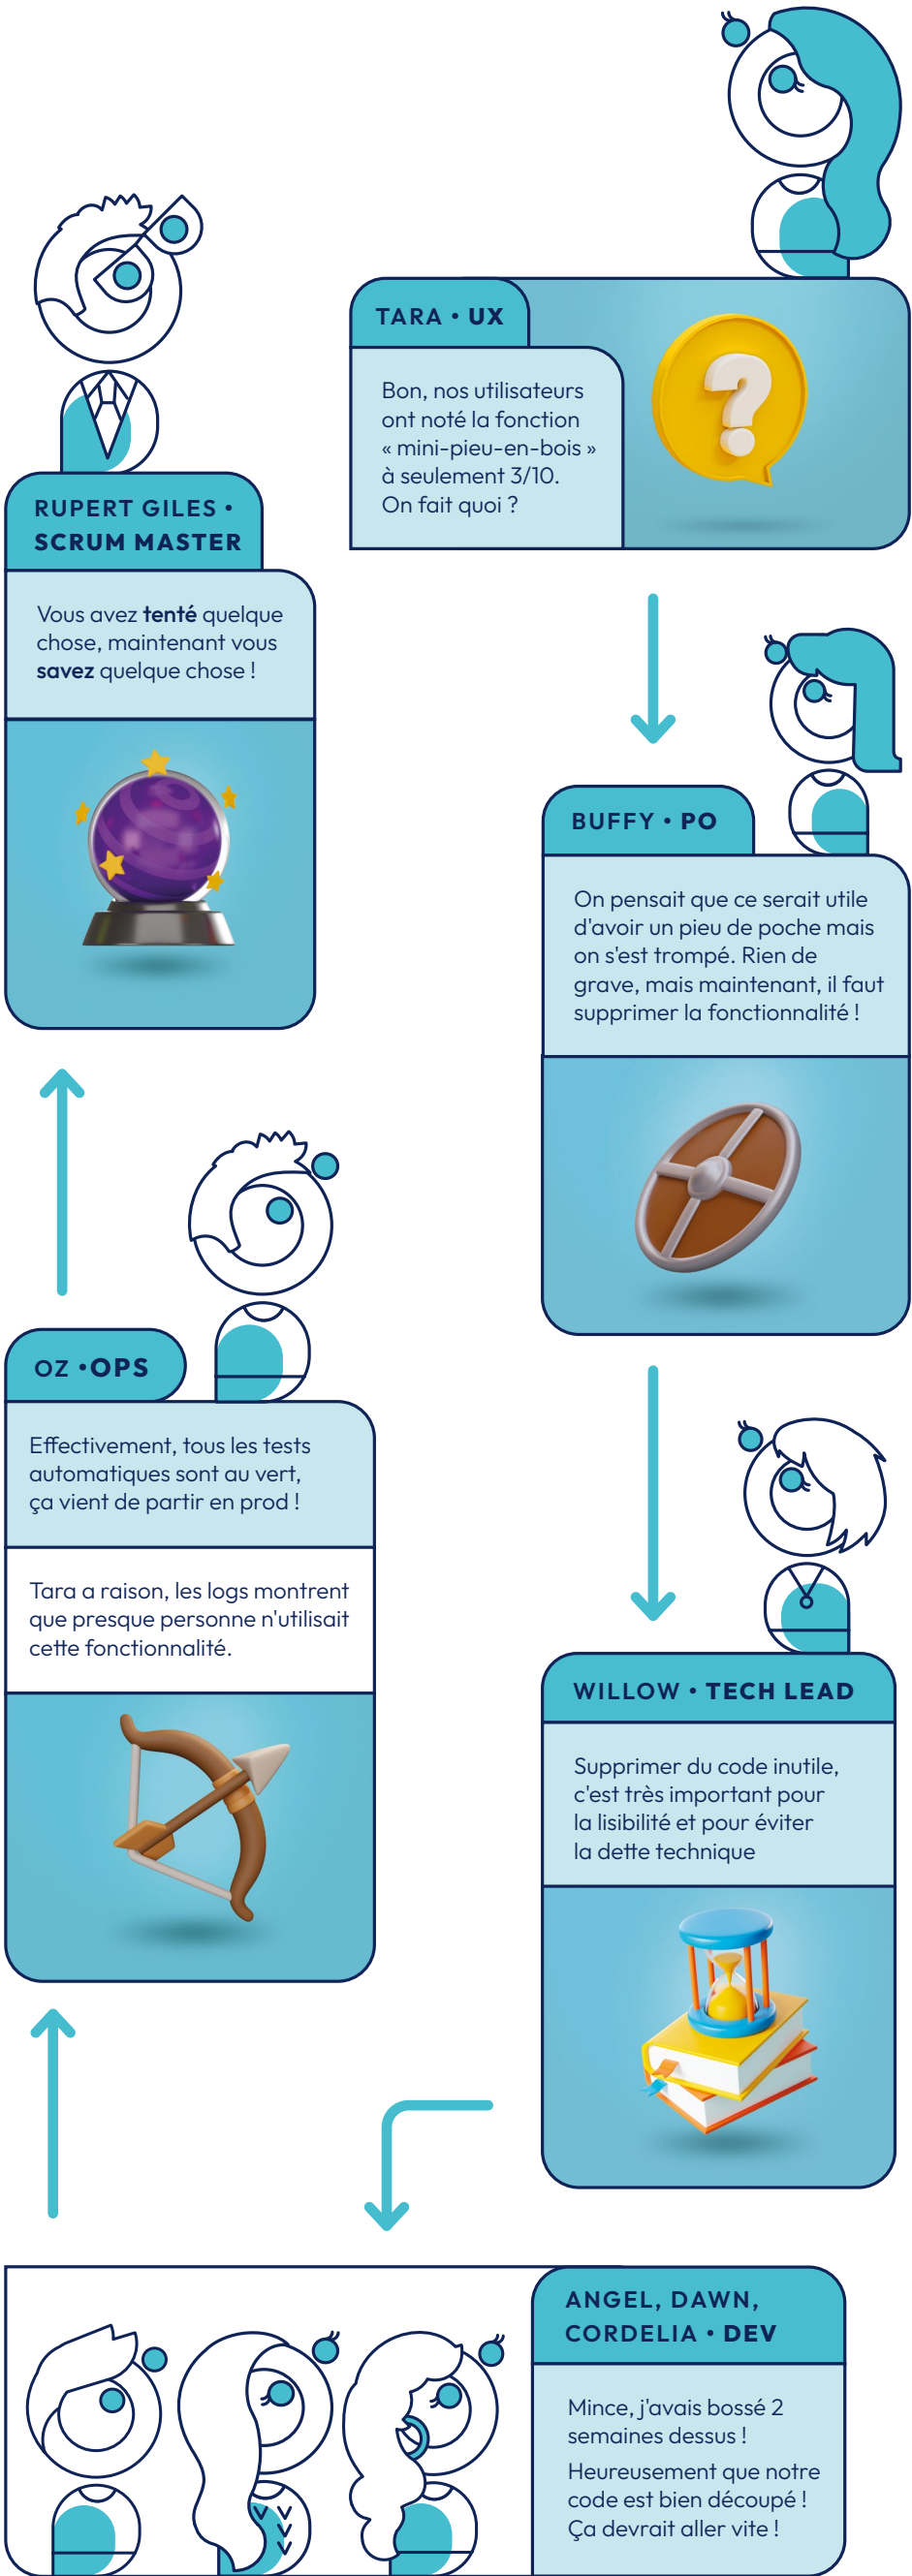 TARA • UX
Bon, nos utilisateurs
ont noté la fonction
« mini-pieu-en-bois »
à seulement 3/10.
On fait quoi ?
BUFFY • PO
On pensait que ce serait utile
d'avoir un pieu de poche mais
on s'est trompé. Rien de
grave, mais maintenant, il faut
supprimer la fonctionnalité !
WILLOW • TECH LEAD
Supprimer du code inutile,
c'est très important pour
la lisibilité et pour éviter
la dette technique
ANGEL, DAWN,
CORDELIA • DEV
Mince, j'avais bossé 2
semaines dessus !
Heureusement que notre
code est bien découpé !
Ça devrait aller vite !
OZ •OPS
Effectivement, tous les tests
automatiques sont au vert,
ça vient de partir en prod !
Tara a raison, les logs montrent
que presque personne n'utilisait
cette fonctionnalité.
RUPERT GILES •
SCRUM MASTER
Vous avez tenté quelque
chose, maintenant vous
savez quelque chose !